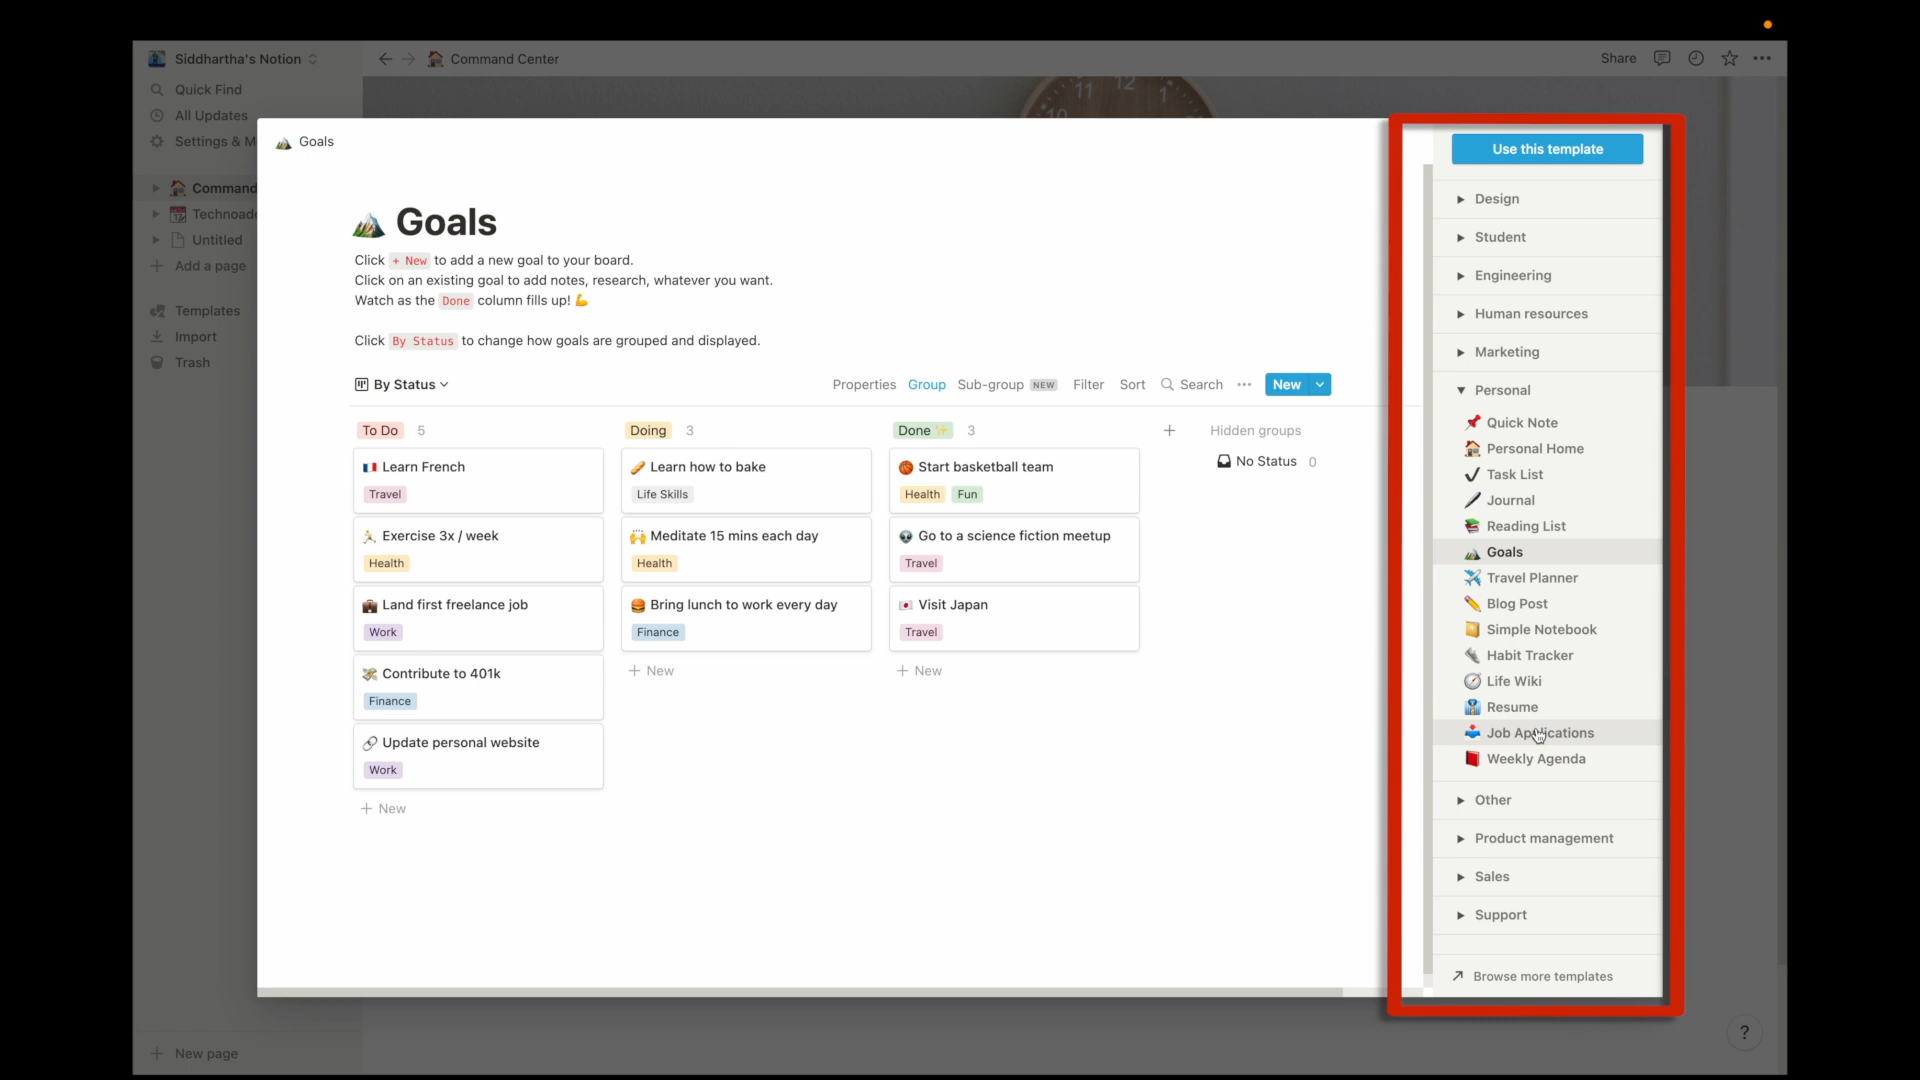 Siddhartha's Notion
Command Center
Share
Quick Find
All Updates
Settings & M
Command
Technoad
Untitled
Add a page
Templates
Import
Trash
New page
11 12 1
10
Goals
Goals
Click + New to add a new goal to your board.
Click on an existing goal to add notes, research, whatever you want.
Watch as the Done column fills up!
Click By Status to change how goals are grouped and displayed.
By Status
Properties Group Sub-group NEW Filter Sort Search New
To Do 5
Learn French
Travel
Exercise 3x / week
Health
Land first freelance job
Work
Contribute to 401k
Finance
Update personal website
Work
+ New
Doing 3
Learn how to bake
Life Skills
Meditate 15 mins each day
Health
Bring lunch to work every day
Finance
+ New
Done 3
Start basketball team
Health Fun
Go to a science fiction meetup
Travel
Visit Japan
Travel
+ New
Hidden groups
No Status 0
Use this template
Design
Student
Engineering
Human resources
Marketing
Personal
Quick Note
Personal Home
Task List
Journal
Reading List
Goals
Travel Planner
Blog Post
Simple Notebook
Habit Tracker
Life Wiki
Resume
Job Applications
Weekly Agenda
Other
Product management
Sales
Support
Browse more templates
?